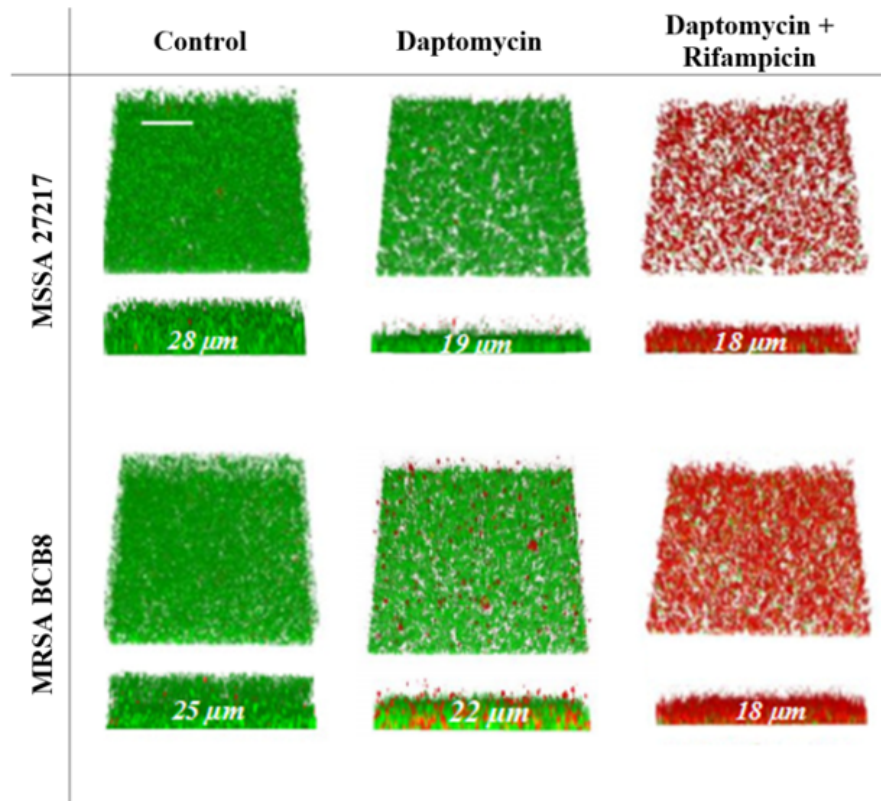 Control
Daptomycin
Daptomycin +
Rifampicin
MSSA 27217
28 μm
19 μm
18 μm
MRSA BCB8
25 μm
22 μm
18 μm